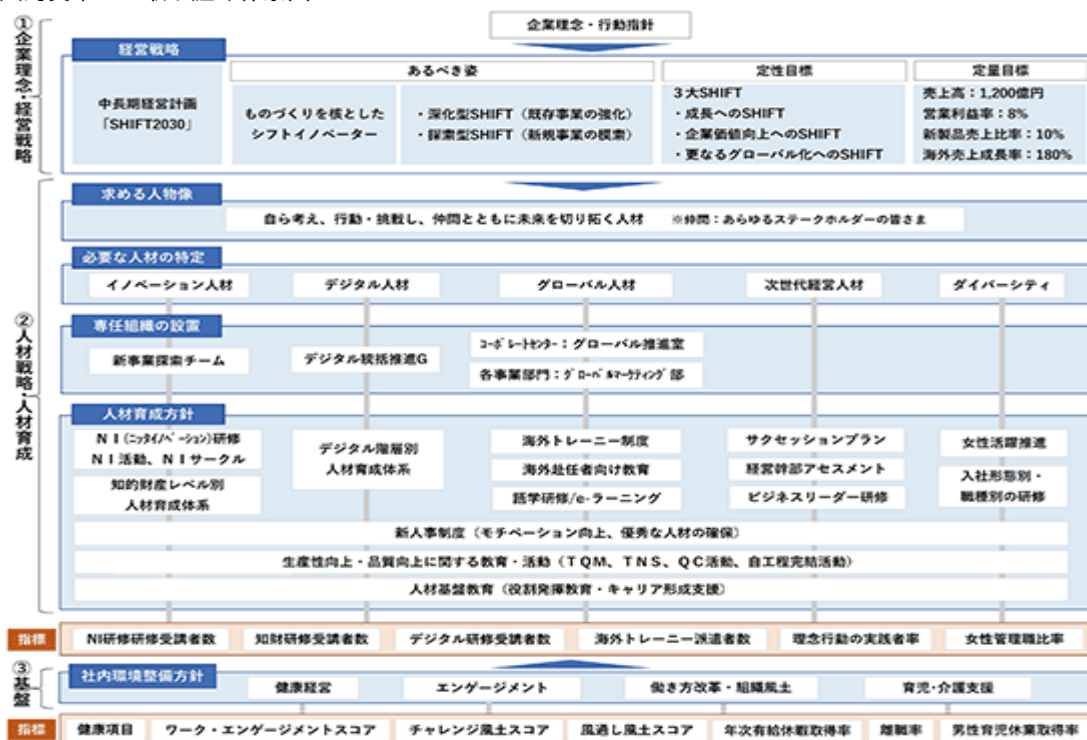 ①企業理念・経営戦略
企業理念・行動指針
経営戦略
あるべき姿
定性目標
定量目標
中長期経営計画
「SHIFT2030」
ものづくりを核とした
シフトイノベーター
・深化型SHIFT（既存事業の強化）
・探索型SHIFT（新規事業の模索）
３大SHIFT
・成長へのSHIFT
・企業価値向上へのSHIFT
・更なるグローバル化へのSHIFT
売上高：1,200億円
営業利益率：8%
新製品売上比率：10%
海外売上成長率：180%
②人材戦略・人材育成
求める人物像
自ら考え、行動・挑戦し、仲間とともに未来を切り拓く人材　※仲間：あらゆるステークホルダーの皆さま
必要な人材の特定
イノベーション人材
デジタル人材
グローバル人材
次世代経営人材
ダイバーシティ
専任組織の設置
新事業探索チーム
デジタル統括推進G
ｺｰﾎﾟﾚｰﾄｾﾝﾀｰ：グローバル推進室
各事業部門：ｸﾞﾛｰﾊﾞﾙﾏｰｹﾃｨﾝｸﾞ部
人材育成方針
ＮＩ(ﾆｯﾀｲﾉﾍﾞｰｼｮﾝ)研修
ＮＩ活動、ＮＩサークル
知的財産レベル別
人材育成体系
デジタル階層別
人材育成体系
海外トレーニー制度
海外赴任者向け教育
語学研修/e-ラーニング
サクセッションプラン
経営幹部アセスメント
ビジネスリーダー研修
女性活躍推進
入社形態別・
職種別の研修
新人事制度（モチベーション向上、優秀な人材の確保）
生産性向上・品質向上に関する教育・活動（ＴＱＭ、ＴＮＳ、ＱＣ活動、自工程完結活動）
人材基盤教育（役割発揮教育・キャリア形成支援）
指標
NI研修研修受講者数
知財研修受講者数
デジタル研修受講者数
海外トレーニー派遣者数
理念行動の実践者率
女性管理職比率
③基盤
社内環境整備方針
健康経営
エンゲージメント
働き方改革・組織風土
育児・介護支援
指標
健康項目
ワーク・エンゲージメントスコア
チャレンジ風土スコア
風通し風土スコア
年次有給休暇取得率
離職率
男性育児休業取得率